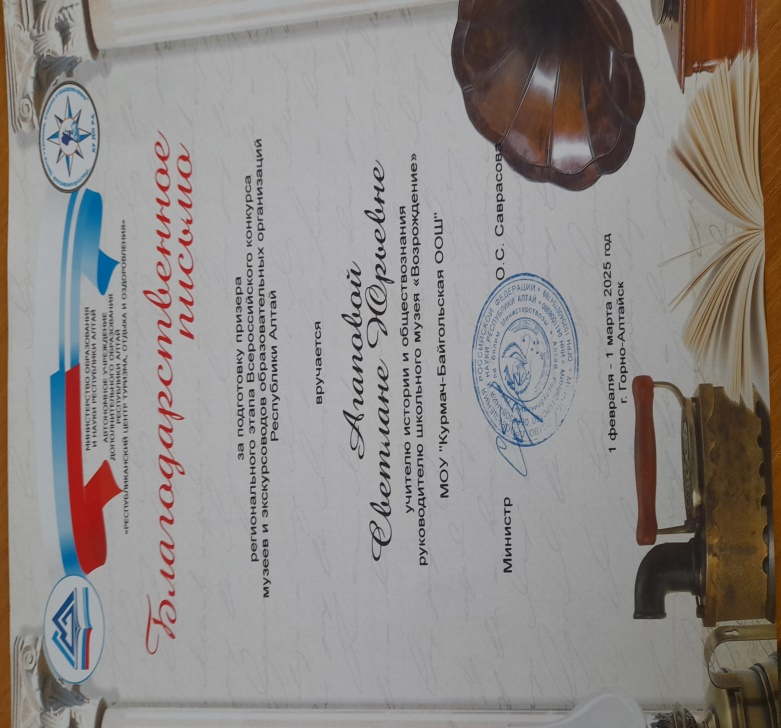 МИНИСТЕРСТВО ОБРАЗОВАНИЯ
И НАУКИ РЕСПУБЛИКИ АЛТАЙ
АВТОНОМНОЕ УЧРЕЖДЕНИЕ
ДОПОЛНИТЕЛЬНОГО ОБРАЗОВАНИЯ
РЕСПУБЛИКИ АЛТАЙ
«РЕСПУБЛИКАНСКИЙ ЦЕНТР ТУРИЗМА, ОТДЫХА И ОЗДОРОВЛЕНИЯ»
Благодарственное
письмо
за подготовку призера
регионального этапа Всероссийского конкурса
музеев и экскурсоводов образовательных организаций
Республики Алтай
вручается
Агаповой
Светлане Юрьевне
учителю истории и обществознания
руководителю школьного музея «Возрождение»
МОУ "Курмач-Байгольская ООШ"
Министр О.С. Саврасова
1 февраля - 1 марта 2025 год
г. Горно-Алтайск